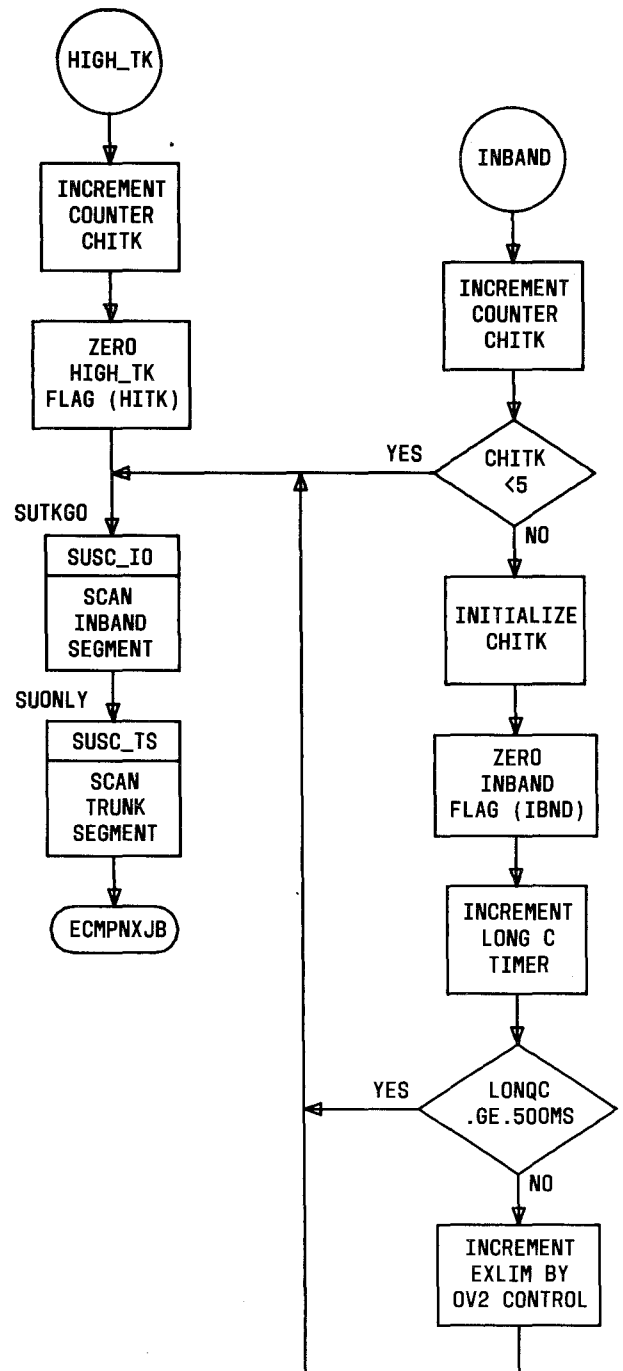 HIGH_TK
INCREMENT
COUNTER
CHITK
ZERO
HIGH_TK
FLAG (HITK)
SUTKGO
SUSC_IO
SCAN
INBAND
SEGMENT
SUONLY
SUSC_TS
SCAN
TRUNK
SEGMENT
ECMPNXJB
INBAND
INCREMENT
COUNTER
CHITK
YES
CHITK
<5
NO
INITIALIZE
CHITK
ZERO
INBAND
FLAG (IBND)
INCREMENT
LONG C
TIMER
YES
LONQC
.GE.500MS
NO
INCREMENT
EXLIM BY
OV2 CONTROL